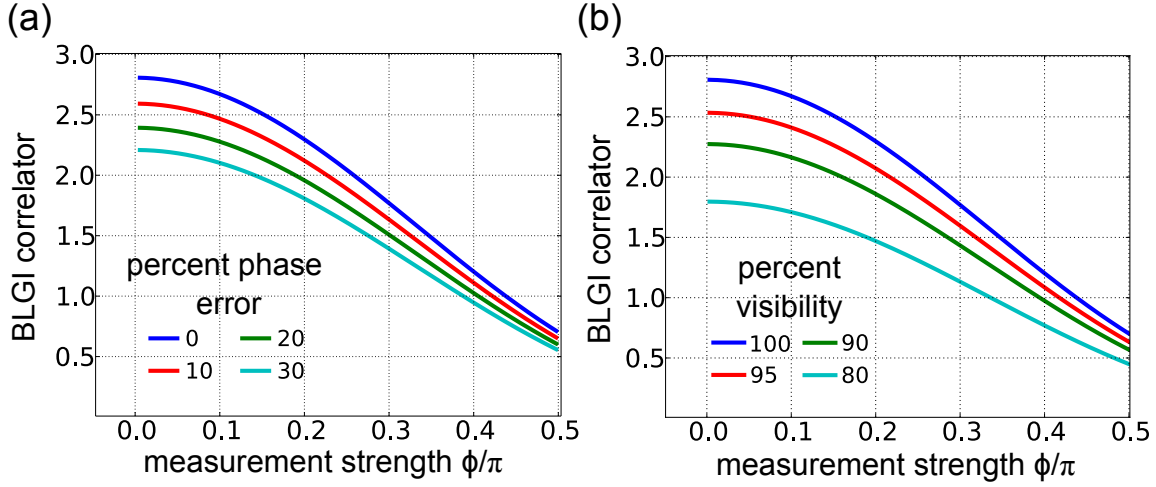 (a)
BLGI correlator
3.0
2.5
2.0
1.5
1.0
0.5
percent phase
error
0 20
10 30
0.0 0.1 0.2 0.3 0.4 0.5
measurement strength ϕ/π
(b)
BLGI correlator
3.0
2.5
2.0
1.5
1.0
0.5
percent
visibility
100 90
95 80
0.0 0.1 0.2 0.3 0.4 0.5
measurement strength ϕ/π